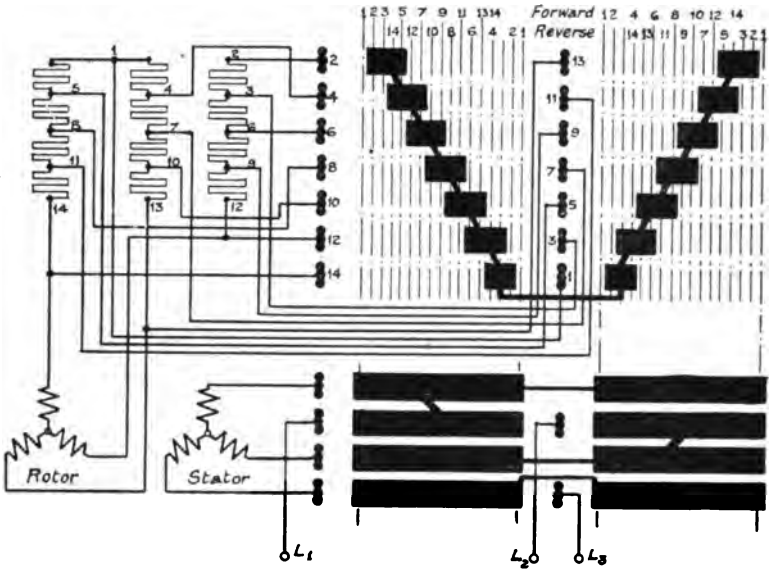 1 2 3 5 7 9 11 13 14 Forward 1 2 4 6 8 10 12 14
14 12 10 8 6 4 2 1 Reverse 14 13 11 9 7 5 3 2 1
1 2 2 13
5 4 3 4 11
8 7 6 6 9
11 10 9 8 7
10 5
14 13 12 12 3
14 1
Rotor Stator
L1 L2 L3